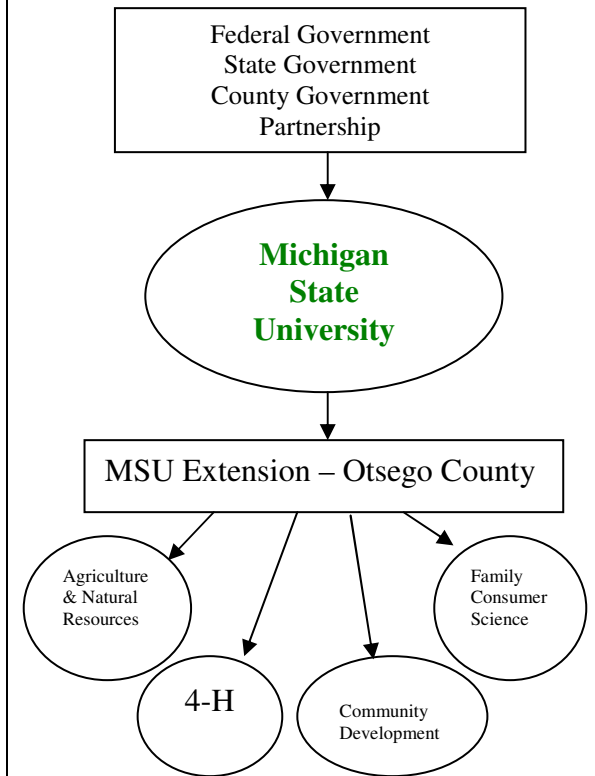 Federal Government
State Government
County Government
Partnership
Michigan
State
University
MSU Extension – Otsego County
Agriculture
& Natural
Resources
Family
Consumer
Science
4-H
Community
Development